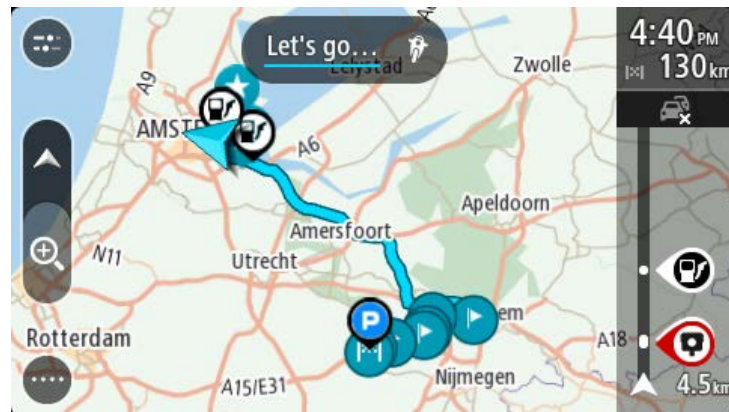 Let's go...
4:40 PM
130 km
Lelystad
Zwolle
A9
AMSTE
A6
Apeldoorn
Amersfoort
N11
Utrecht
P
em
Rotterdam
A18
Nijmegen
A15/E31
4.5 km